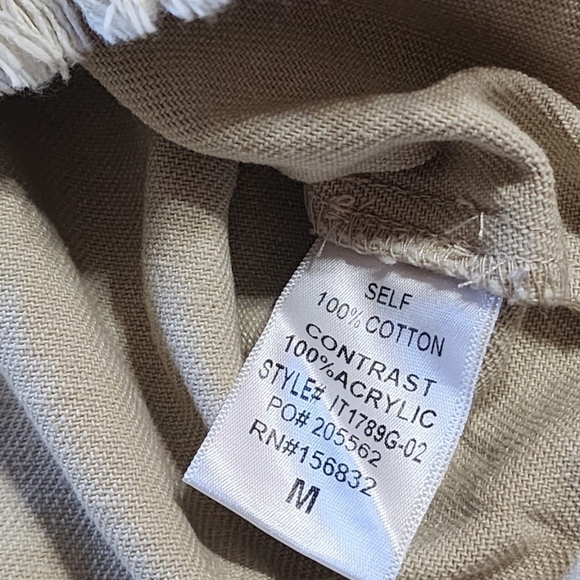 SELF
100% COTTON
CONTRAST
100%ACRYLIC
STYLE# IT1789G-02
PO# 205562
RN#156832
M